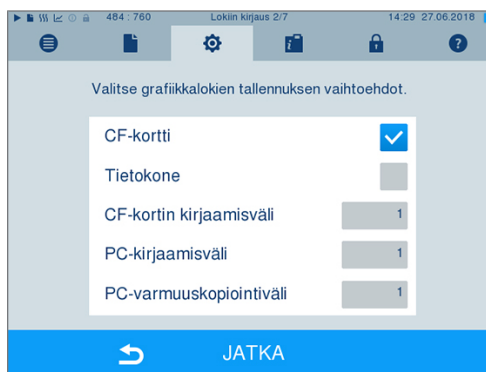 484 : 760 Lokiin kirjaus 2/7 14:29 27.06.2018
Valitse grafiikkalokien tallennuksen vaihtoehdot.
CF-kortti
Tietokone
CF-kortin kirjaamisväli 1
PC-kirjaamisväli 1
PC-varmuuskopiointiväli 1
JATKA